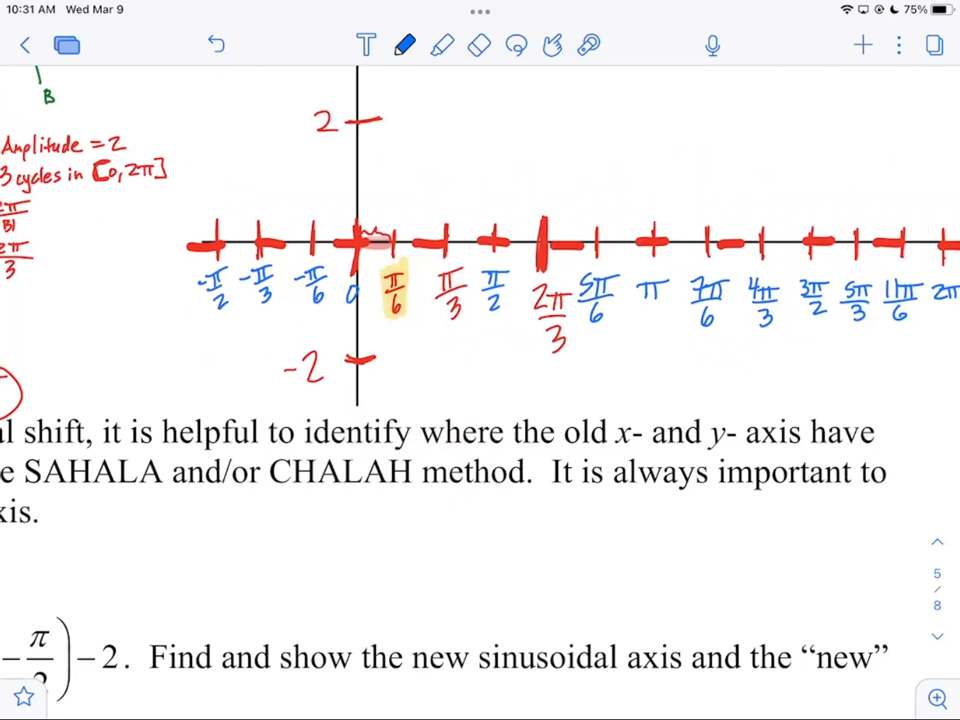 10:31 AM Wed Mar 9
75%
B
2
Amplitude = 2
3 cycles in [0, 2π]
2π
|B|
2π
3
-π/2 -π/3 -π/6 0 π/6 π/3 π/2 2π/3 5π/6 π 7π/6 4π/3 3π/2 5π/3 11π/6 2π
-2
al shift, it is helpful to identify where the old x- and y- axis have
e SAHALA and/or CHALAH method. It is always important to
xis.
5
/
8
- π/2) - 2. Find and show the new sinusoidal axis and the “new”